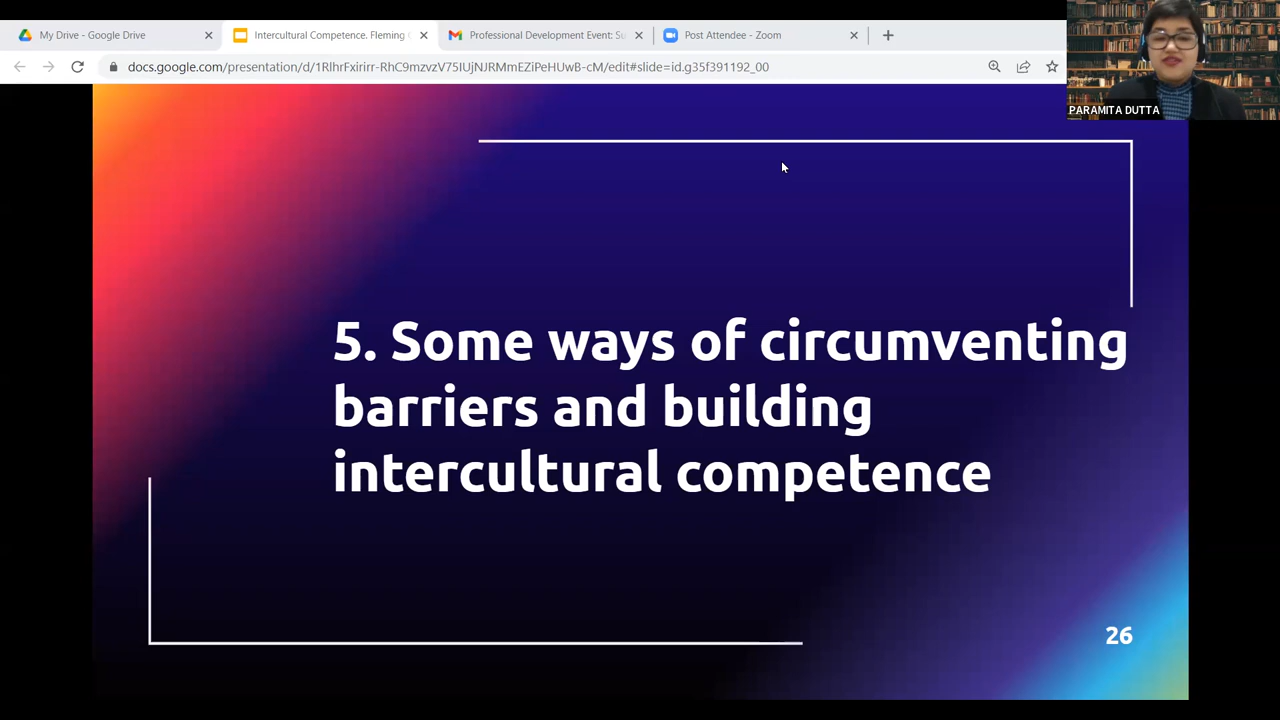 My Drive - Google Drive
Intercultural Competence. Fleming
Professional Development Event: Su
Post Attendee - Zoom
docs.google.com/presentation/d/1RlhrFxirirr-RhC9mzvzV75IUjNJRMmEZiPeHUwB-cM/edit#slide=id.g35f391192_00
PARAMITA DUTTA
5. Some ways of circumventing
barriers and building
intercultural competence
26